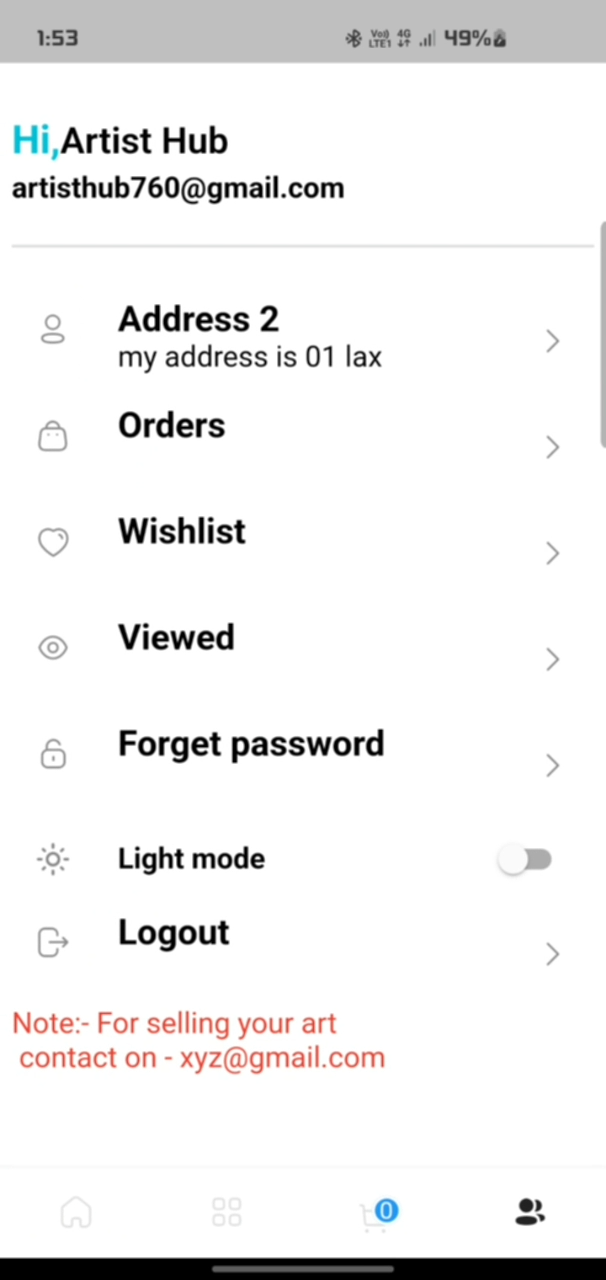 1:53
Vo)) 4G 49%
LTE1
Hi,Artist Hub
artisthub760@gmail.com
Address 2
my address is 01 lax
Orders
Wishlist
Viewed
Forget password
Light mode
Logout
Note:- For selling your art
contact on - xyz@gmail.com
0